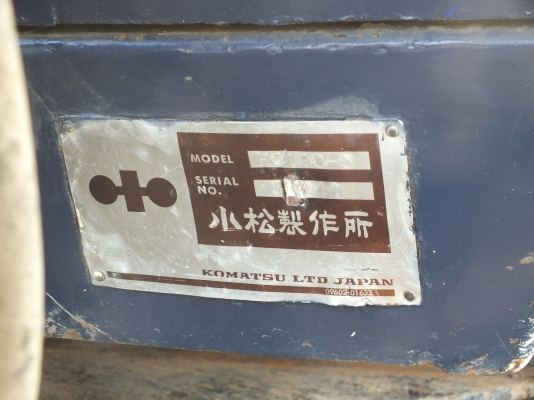 MODEL
SERIAL
NO.
小松製作所
KOMATSU LTD JAPAN